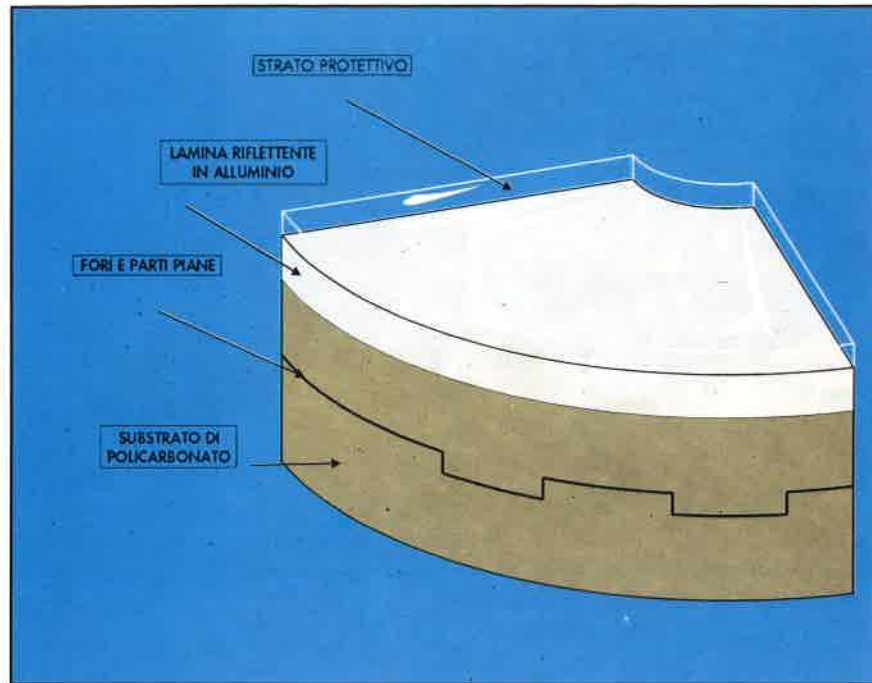 STRATO PROTETTIVO
LAMINA RIFLETTENTE
IN ALLUMINIO
FORI E PARTI PIANE
SUBSTRATO DI
POLICARBONATO